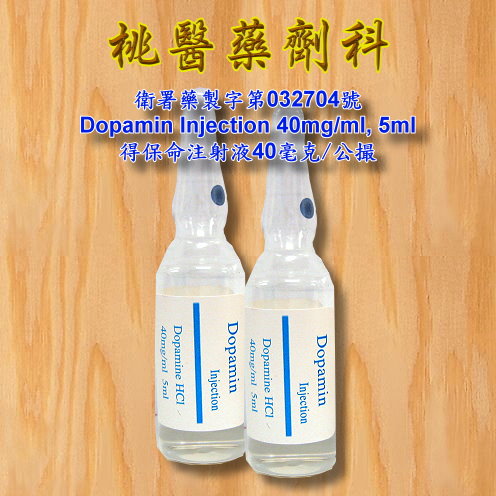 桃醫藥劑科
衛署藥製字第032704號
Dopamin Injection 40mg/ml, 5ml
得保命注射液40毫克/公撮
Dopamin
Injection
Dopamine HCl
40mg/ml 5ml
Dopamin
Injection
Dopamine HCl
40mg/ml 5ml